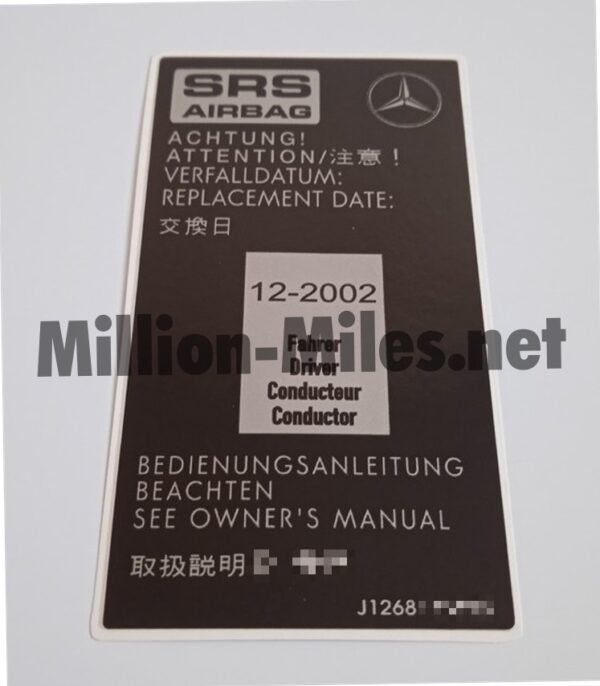 SRS
AIRBAG
ACHTUNG!
ATTENTION/注意！
VERFALLDATUM:
REPLACEMENT DATE:
交換日
12-2002
Million-Miles.net
Fahrer
Driver
Conducteur
Conductor
BEDIENUNGSANLEITUNG
BEACHTEN
SEE OWNER'S MANUAL
取扱説明
J1268